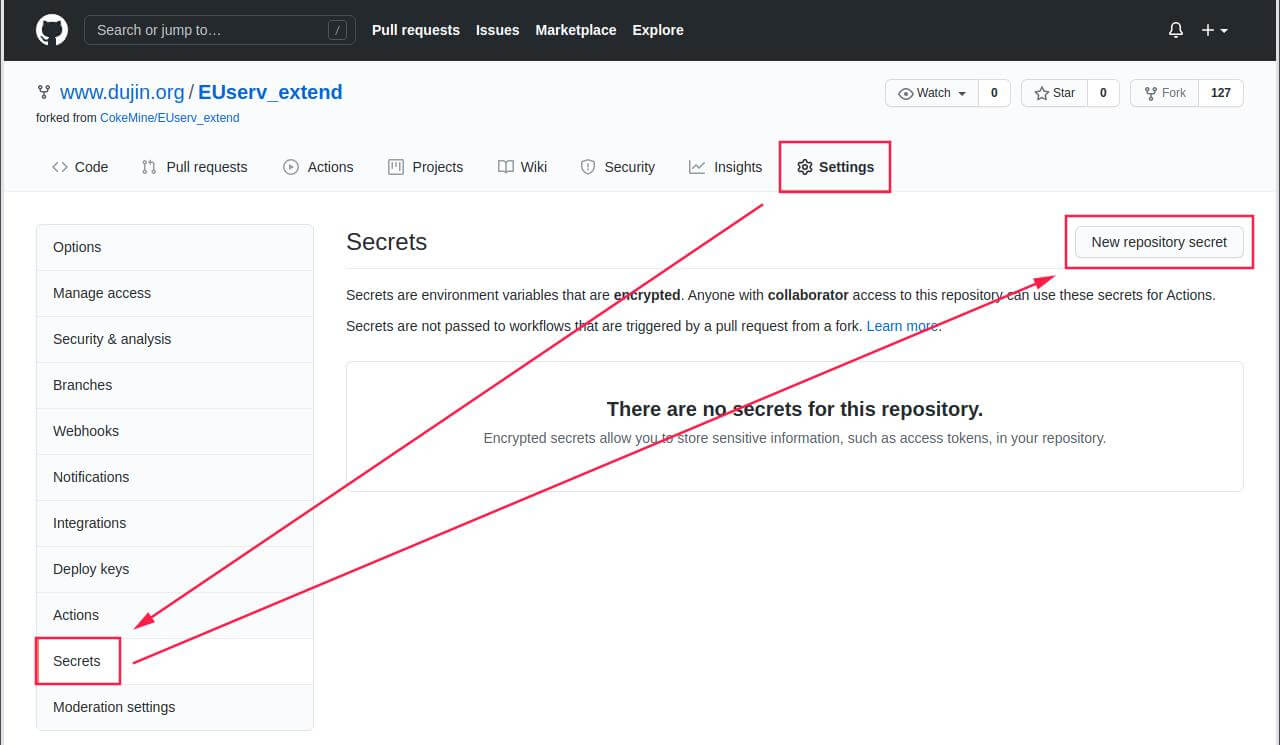 Search or jump to… / Pull requests Issues Marketplace Explore
www.dujin.org / EUserv_extend Watch 0 Star 0 Fork 127
forked from CokeMine/EUserv_extend
Code Pull requests Actions Projects Wiki Security Insights Settings
Options
Manage access
Security & analysis
Branches
Webhooks
Notifications
Integrations
Deploy keys
Actions
Secrets
Moderation settings
Secrets New repository secret
Secrets are environment variables that are encrypted. Anyone with collaborator access to this repository can use these secrets for Actions.
Secrets are not passed to workflows that are triggered by a pull request from a fork. Learn more.
There are no secrets for this repository.
Encrypted secrets allow you to store sensitive information, such as access tokens, in your repository.